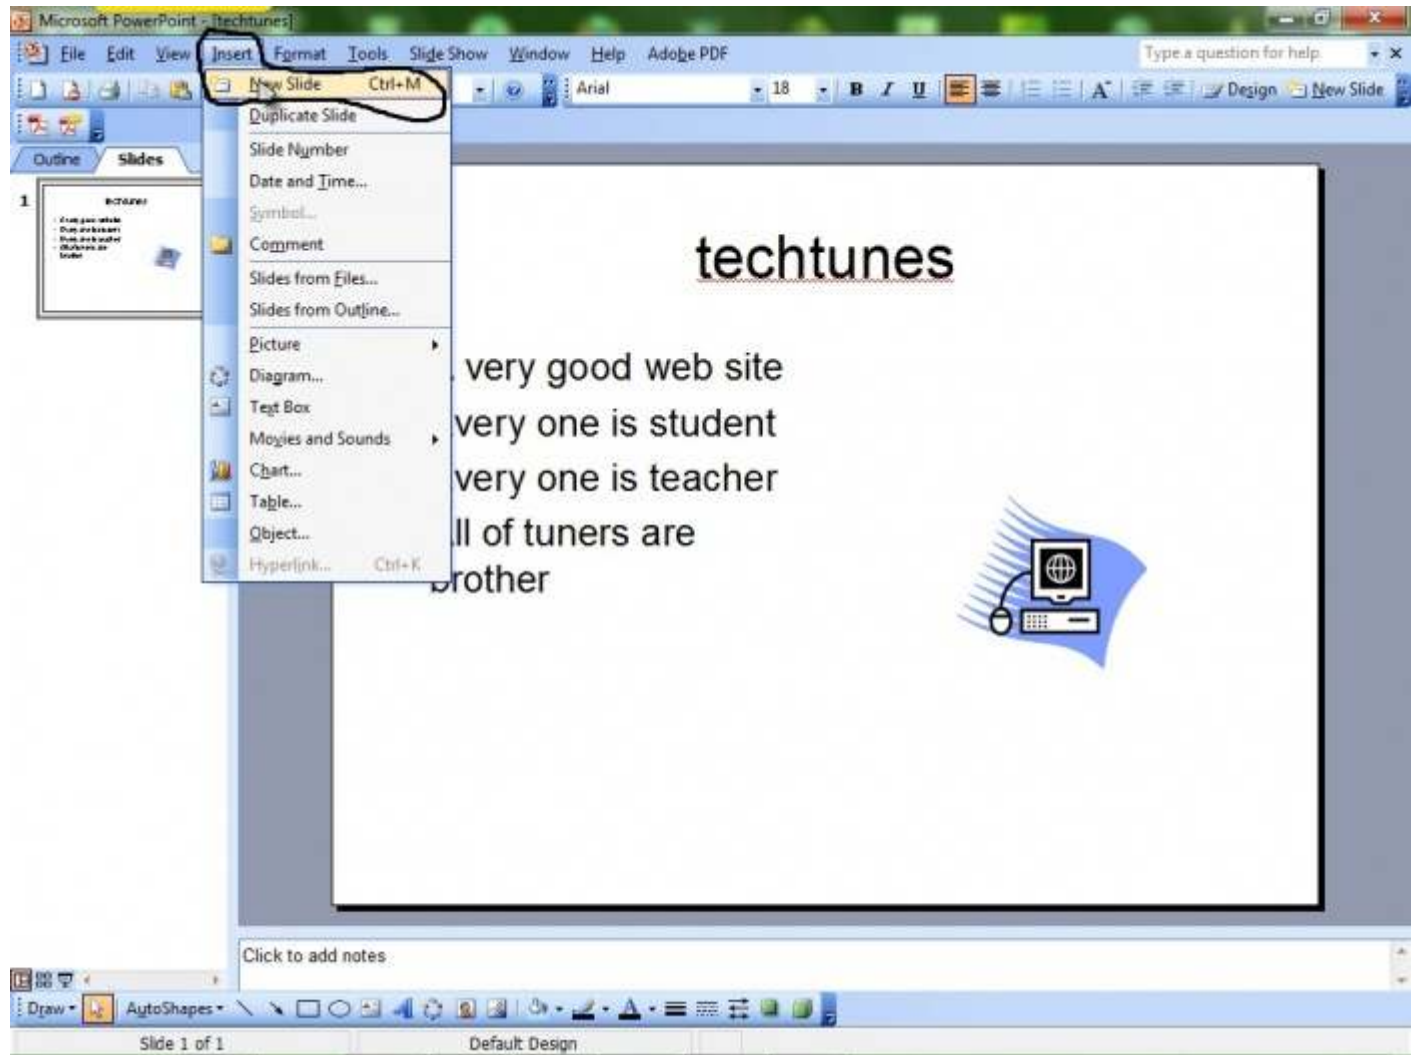 Microsoft PowerPoint - [techtunes]
File Edit View Insert Format Tools Slide Show Window Help Adobe PDF Type a question for help
Arial 18 B I U A Design New Slide
New Slide Ctrl+M
Duplicate Slide
Slide Number
Date and Time...
Symbol...
Comment
Slides from Files...
Slides from Outline...
Picture
Diagram...
Text Box
Movies and Sounds
Chart...
Table...
Object...
Hyperlink... Ctrl+K
Outline Slides
1
techtunes
techtunes
very good web site
very one is student
very one is teacher
ll of tuners are
brother
Click to add notes
Draw AutoShapes A
Slide 1 of 1 Default Design